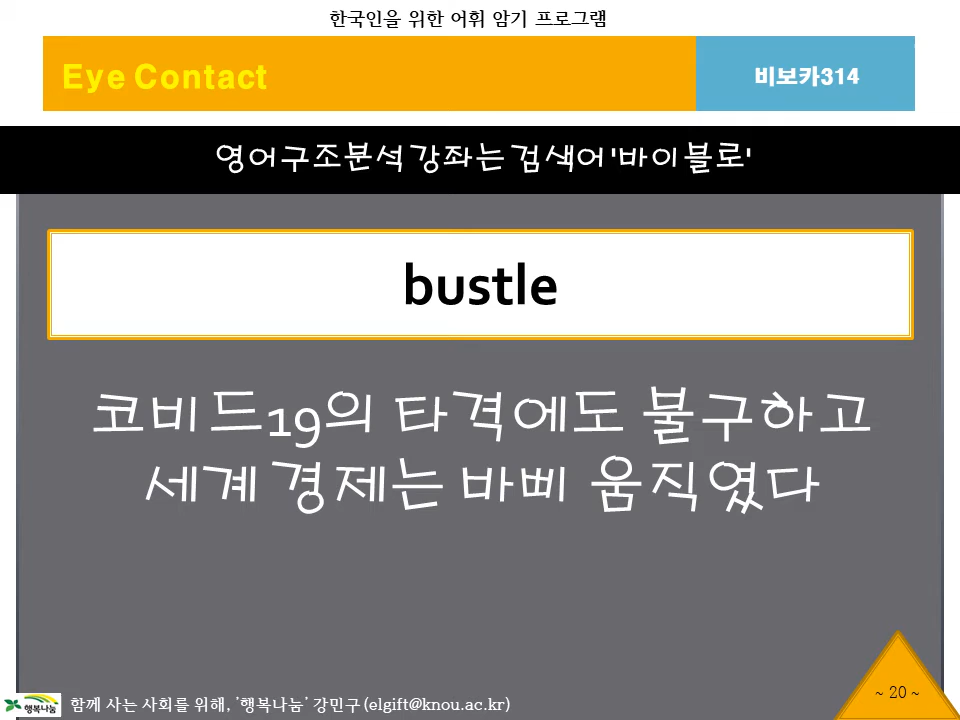 한국인을 위한 어휘 암기 프로그램
Eye Contact
비보카314
영어구조분석 강좌는 검색어 '바이블로'
bustle
코비드19의 타격에도 불구하고
세계 경제는 바삐 움직였다
~ 20 ~
행복나눔
함께 사는 사회를 위해, '행복나눔' 강민구 (elgift@knou.ac.kr)